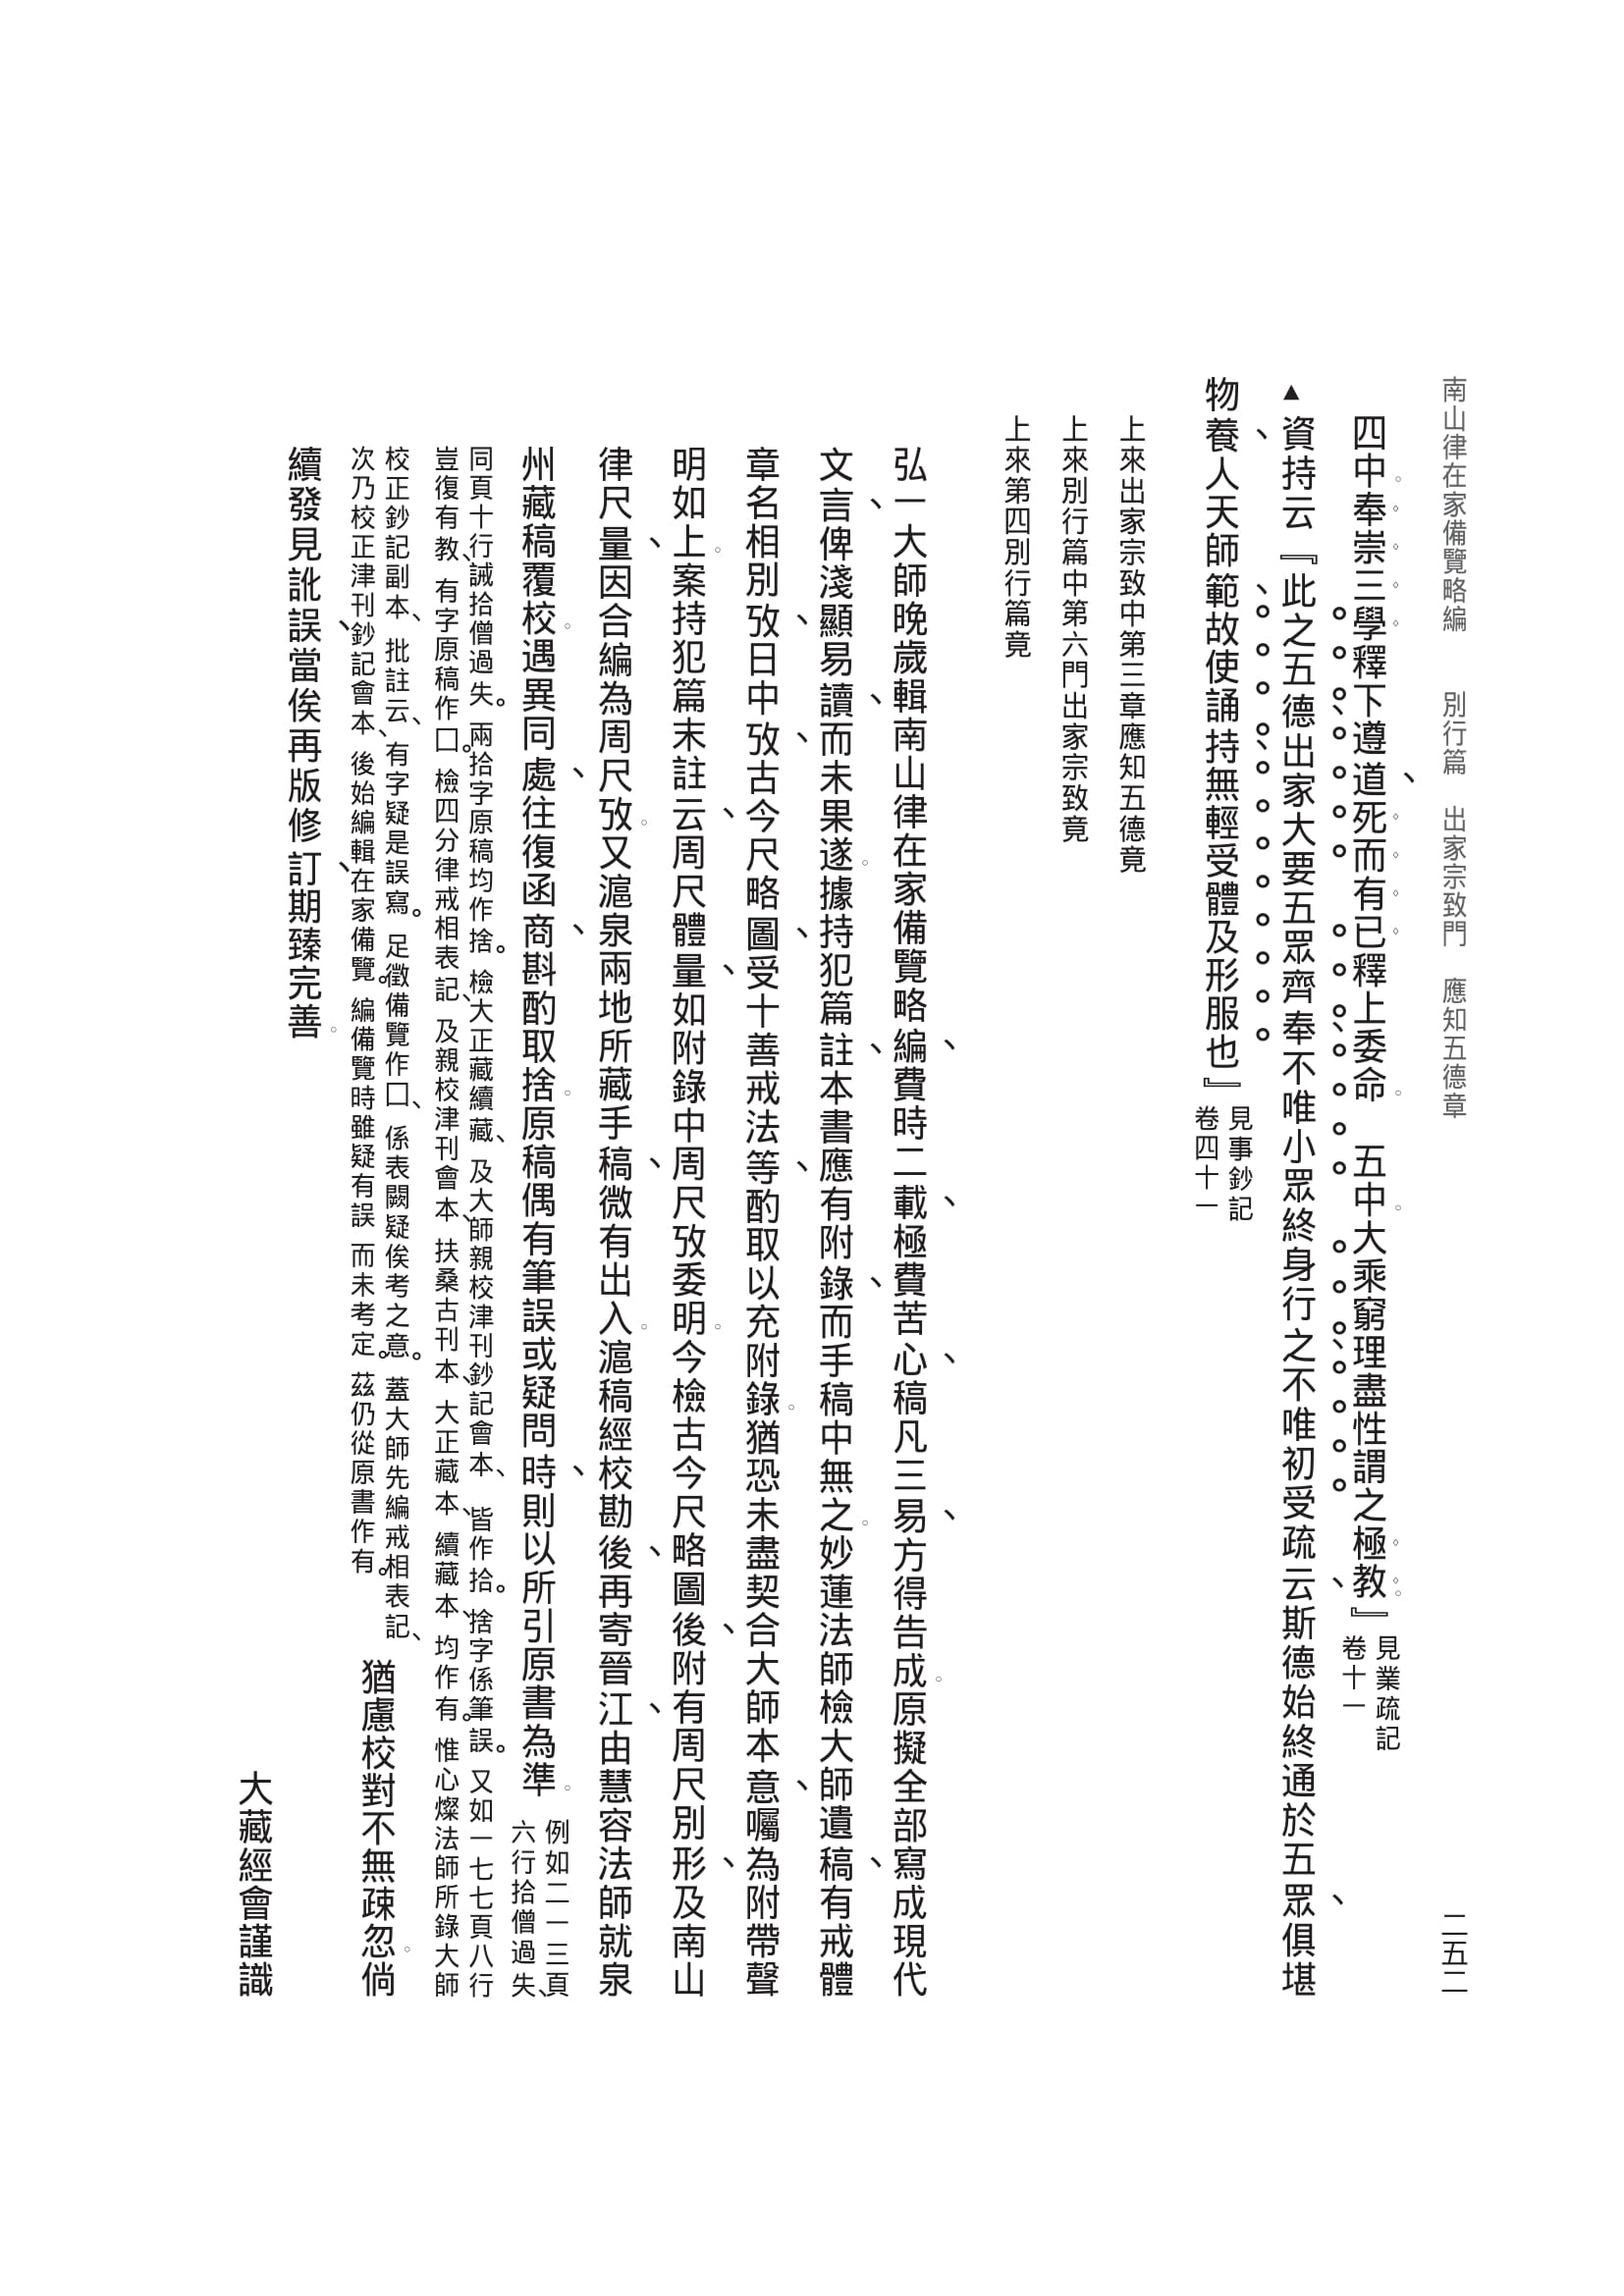 南山律在家備覽略編　　別行篇　出家宗致門　應知五德章
二五二
四中。奉崇三學釋下遵道、死而有已釋上委命。五中。大乘窮理盡性謂之極教。』見業疏記卷十一
▲資持云『此之五德出家大要五眾齊奉不唯小眾終身行之不唯初受疏云、斯德始終通於五眾、俱堪
物養、人天師範、故使誦持、無輕受體及形服也』見事鈔記卷四十一
上來出家宗致中第三章應知五德竟
上來別行篇中第六門出家宗致竟
上來第四別行篇竟
弘一大師晚歲輯南山律在家備覽略編、費時二載、極費苦心、稿凡三易、方得告成。原擬全部寫成現代
文言、俾淺顯易讀、而未果遂。據持犯篇註、本書應有附錄、而手稿中無之。妙蓮法師檢大師遺稿、有戒體
章名相別攷、日中攷、古今尺略圖、受十善戒法等、酌取以充附錄。猶恐未盡契合大師本意、囑為附帶聲
明如上。案持犯篇末註云、周尺體量、如附錄中周尺攷委明。今檢古今尺略圖後、附有周尺別形、及南山
律尺量、因合編為周尺攷。又滬泉兩地所藏手稿、微有出入。滬稿經校勘後、再寄晉江、由慧容法師就泉
州藏稿覆校。遇異同處、往復函商、斟酌取捨。原稿偶有筆誤或疑問時、則以所引原書為準。例如二一三頁六行拾僧過失、
同頁十行誡拾僧過失。兩拾字原稿均作捨。檢大正藏續藏、及大師親校津刊鈔記會本、皆作拾。捨字係筆誤。又如一七七頁八行
豈復有教、有字原稿作囗。檢四分律戒相表記、及親校津刊會本、扶桑古刊本、大正藏本、續藏本、均作有。惟心燦法師所錄大師
校正鈔記副本、批註云、有字疑是誤寫。足徵備覽作囗、係表闕疑俟考之意。蓋大師先編戒相表記、
次乃校正津刊鈔記會本、後始編輯在家備覽。編備覽時雖疑有誤而未考定。茲仍從原書作有。
猶慮校對不無疎忽。倘
續發見訛誤、當俟再版修訂、期臻完善。
大藏經會謹識